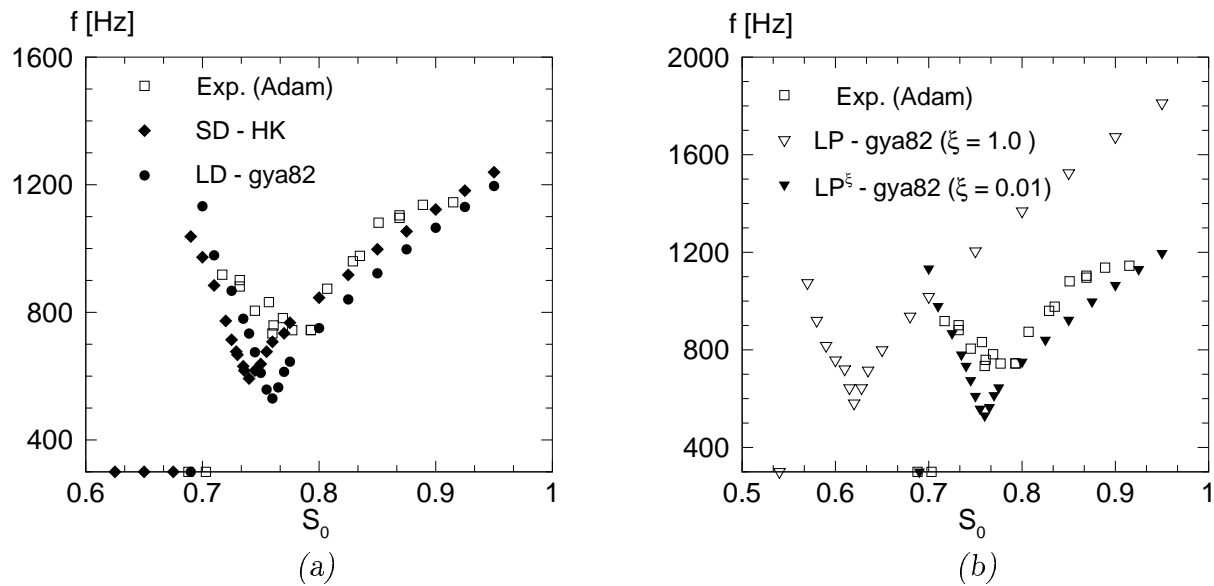 f [Hz]
1600
1200
800
400
0.6 0.7 0.8 0.9 1
S₀
Exp. (Adam)
SD - HK
LD - gya82
(a)
f [Hz]
2000
1600
1200
800
400
0.5 0.6 0.7 0.8 0.9 1
S₀
Exp. (Adam)
LP - gya82 (ξ = 1.0 )
LP^ξ - gya82 (ξ = 0.01)
(b)